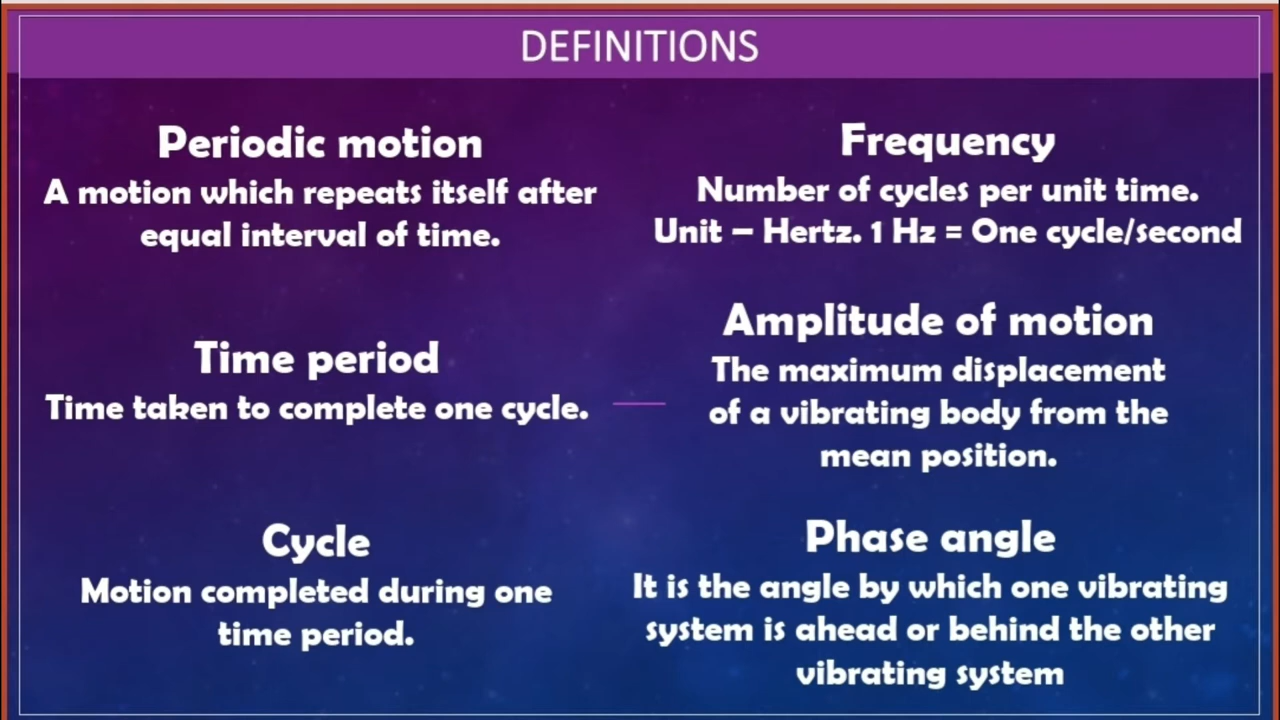 DEFINITIONS
Periodic motion
A motion which repeats itself after
equal interval of time.
Time period
Time taken to complete one cycle.
Cycle
Motion completed during one
time period.
Frequency
Number of cycles per unit time.
Unit – Hertz. 1 Hz = One cycle/second
Amplitude of motion
The maximum displacement
of a vibrating body from the
mean position.
Phase angle
It is the angle by which one vibrating
system is ahead or behind the other
vibrating system